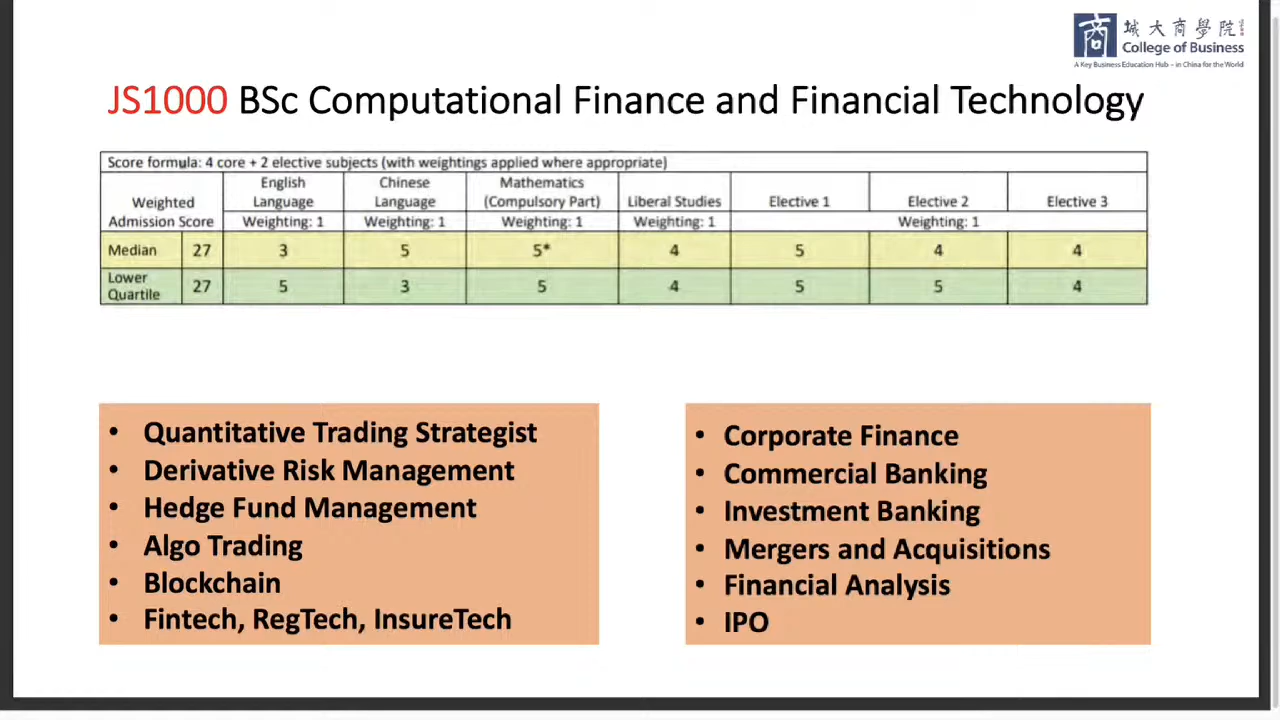 城大商學院
College of Business
A Key Business Education Hub – in China for the World
JS1000 BSc Computational Finance and Financial Technology
Score formula: 4 core + 2 elective subjects (with weightings applied where appropriate)
Weighted Admission Score English Language Chinese Language Mathematics (Compulsory Part) Liberal Studies Elective 1 Elective 2 Elective 3
Weighting: 1 Weighting: 1 Weighting: 1 Weighting: 1 Weighting: 1
Median 27 3 5 5* 4 5 4 4
Lower Quartile 27 5 3 5 4 5 5 4
• Quantitative Trading Strategist
• Derivative Risk Management
• Hedge Fund Management
• Algo Trading
• Blockchain
• Fintech, RegTech, InsureTech
• Corporate Finance
• Commercial Banking
• Investment Banking
• Mergers and Acquisitions
• Financial Analysis
• IPO